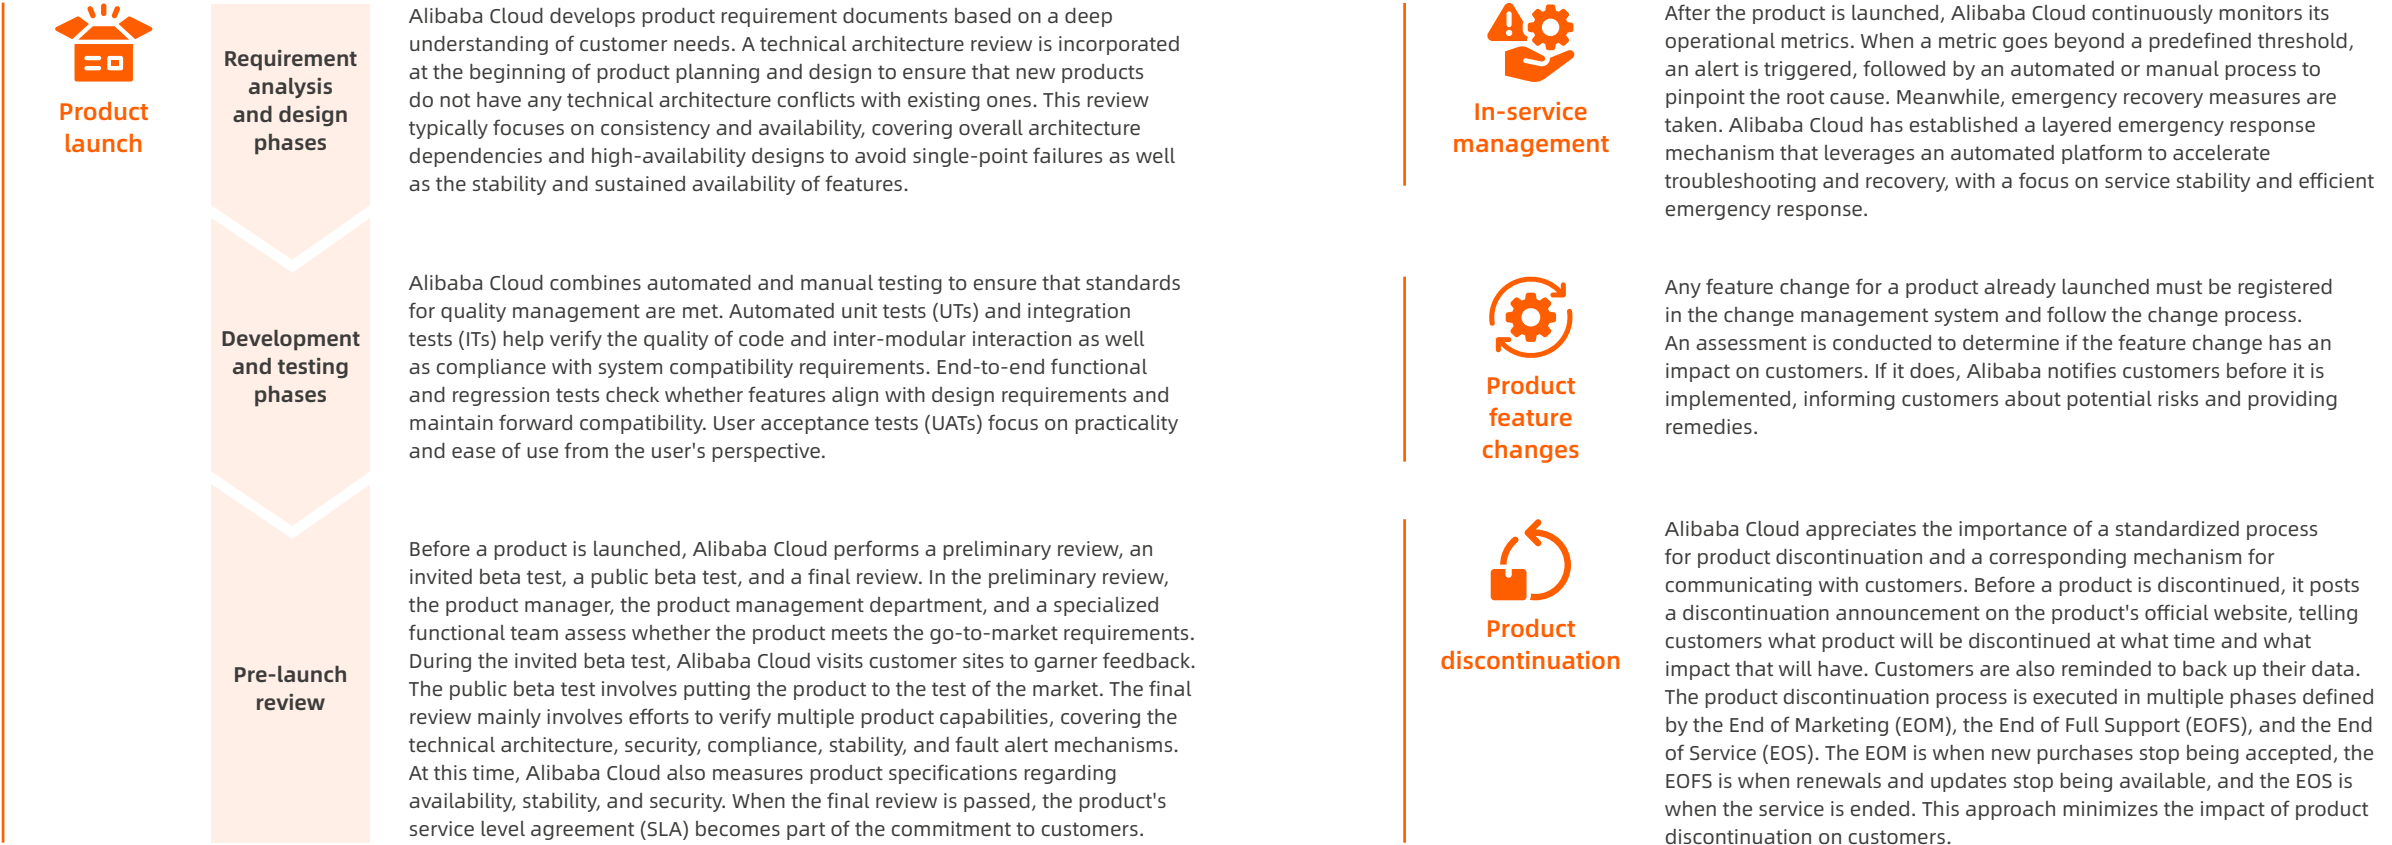 Product
launch
Requirement
analysis
and design
phases
Alibaba Cloud develops product requirement documents based on a deep
understanding of customer needs. A technical architecture review is incorporated
at the beginning of product planning and design to ensure that new products
do not have any technical architecture conflicts with existing ones. This review
typically focuses on consistency and availability, covering overall architecture
dependencies and high-availability designs to avoid single-point failures as well
as the stability and sustained availability of features.
Development
and testing
phases
Alibaba Cloud combines automated and manual testing to ensure that standards
for quality management are met. Automated unit tests (UTs) and integration
tests (ITs) help verify the quality of code and inter-modular interaction as well
as compliance with system compatibility requirements. End-to-end functional
and regression tests check whether features align with design requirements and
maintain forward compatibility. User acceptance tests (UATs) focus on practicality
and ease of use from the user's perspective.
Pre-launch
review
Before a product is launched, Alibaba Cloud performs a preliminary review, an
invited beta test, a public beta test, and a final review. In the preliminary review,
the product manager, the product management department, and a specialized
functional team assess whether the product meets the go-to-market requirements.
During the invited beta test, Alibaba Cloud visits customer sites to garner feedback.
The public beta test involves putting the product to the test of the market. The final
review mainly involves efforts to verify multiple product capabilities, covering the
technical architecture, security, compliance, stability, and fault alert mechanisms.
At this time, Alibaba Cloud also measures product specifications regarding
availability, stability, and security. When the final review is passed, the product's
service level agreement (SLA) becomes part of the commitment to customers.
In-service
management
After the product is launched, Alibaba Cloud continuously monitors its
operational metrics. When a metric goes beyond a predefined threshold,
an alert is triggered, followed by an automated or manual process to
pinpoint the root cause. Meanwhile, emergency recovery measures are
taken. Alibaba Cloud has established a layered emergency response
mechanism that leverages an automated platform to accelerate
troubleshooting and recovery, with a focus on service stability and efficient
emergency response.
Product
feature
changes
Any feature change for a product already launched must be registered
in the change management system and follow the change process.
An assessment is conducted to determine if the feature change has an
impact on customers. If it does, Alibaba notifies customers before it is
implemented, informing customers about potential risks and providing
remedies.
Product
discontinuation
Alibaba Cloud appreciates the importance of a standardized process
for product discontinuation and a corresponding mechanism for
communicating with customers. Before a product is discontinued, it posts
a discontinuation announcement on the product's official website, telling
customers what product will be discontinued at what time and what
impact that will have. Customers are also reminded to back up their data.
The product discontinuation process is executed in multiple phases defined
by the End of Marketing (EOM), the End of Full Support (EOFS), and the End
of Service (EOS). The EOM is when new purchases stop being accepted, the
EOFS is when renewals and updates stop being available, and the EOS is
when the service is ended. This approach minimizes the impact of product
discontinuation on customers.